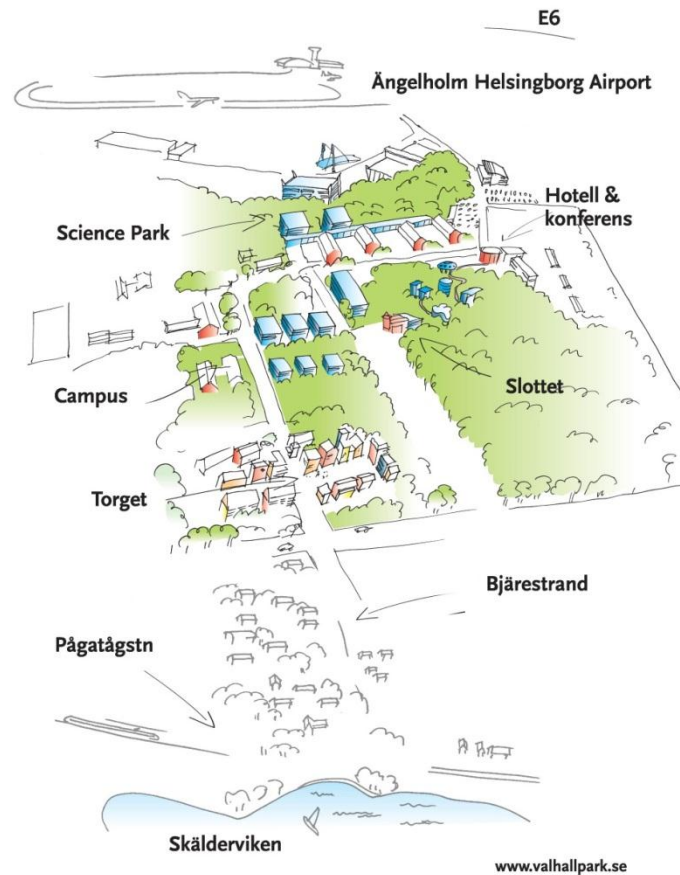 E6
Ängelholm Helsingborg Airport
Hotell &
konferens
Science Park
Campus
Slottet
Torget
Bjärestrand
Pågatågstn
Skälderviken
www.valhallpark.se